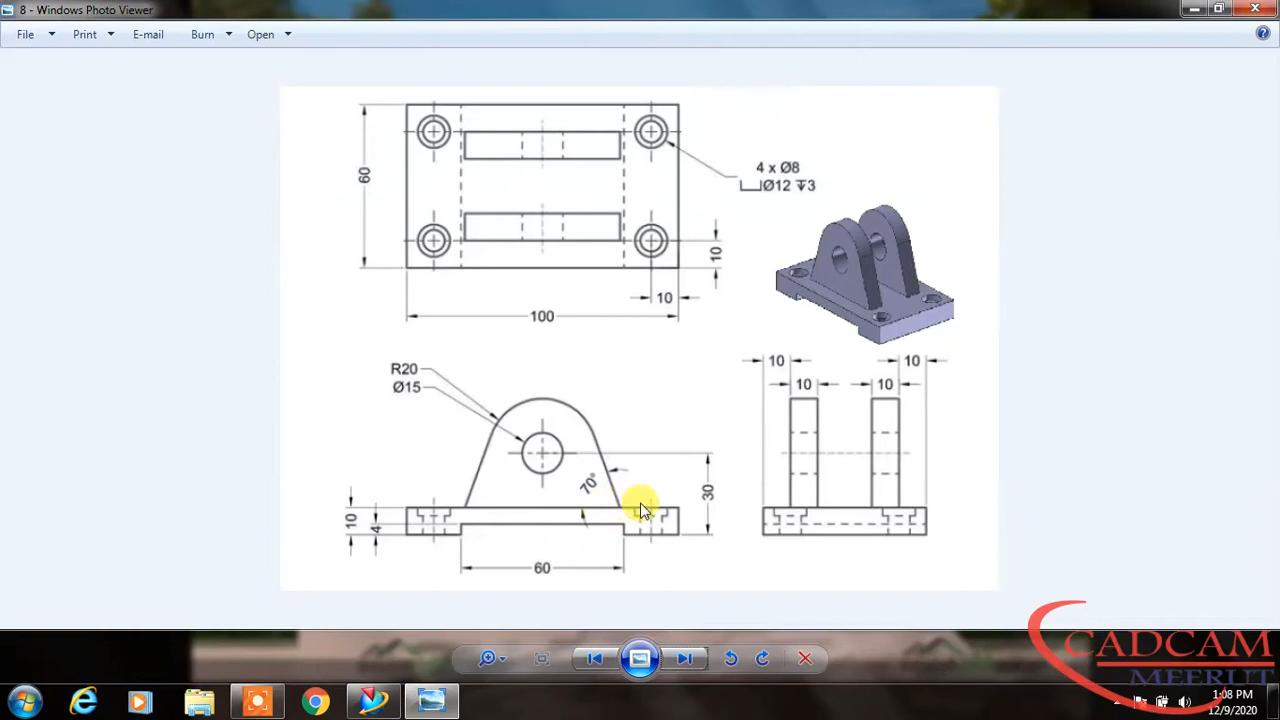 8 - Windows Photo Viewer
File Print E-mail Burn Open
60
4 x Ø8
⌴Ø12 ↧3
10
10
100
R20
Ø15
70°
30
10
4
60
10 10
10 10
CADCAM
MEERUT
1:08 PM
12/9/2020